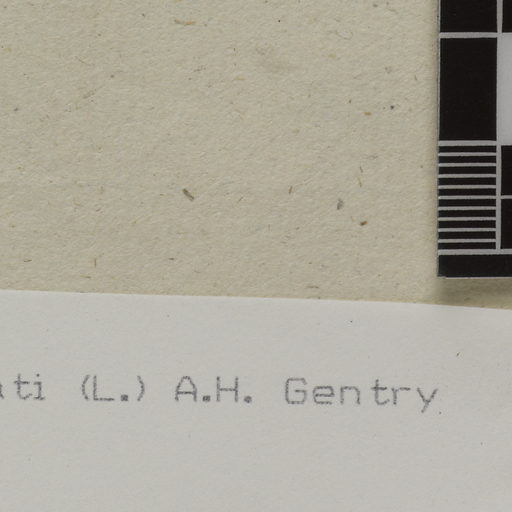 ati (L.) A.H. Gentry